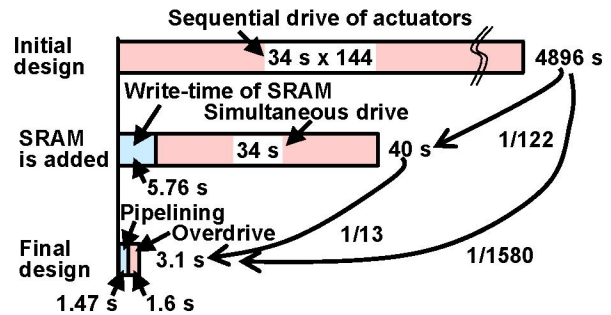 Sequential drive of actuators
Initial
design
34 s x 144
4896 s
Write-time of SRAM
Simultaneous drive
SRAM
is added
34 s
40 s
1/122
5.76 s
Pipelining
Overdrive
Final
design
3.1 s
1/13
1/1580
1.47 s
1.6 s